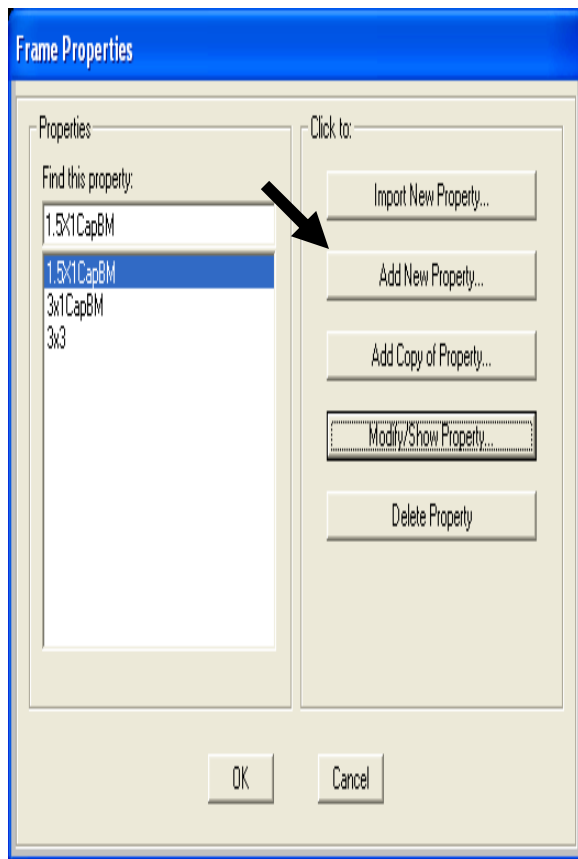 Frame Properties
Properties
Find this property:
1.5X1CapBM
1.5X1CapBM
3x1CapBM
3x3
Click to:
Import New Property...
Add New Property...
Add Copy of Property...
Modify/Show Property...
Delete Property
OK
Cancel